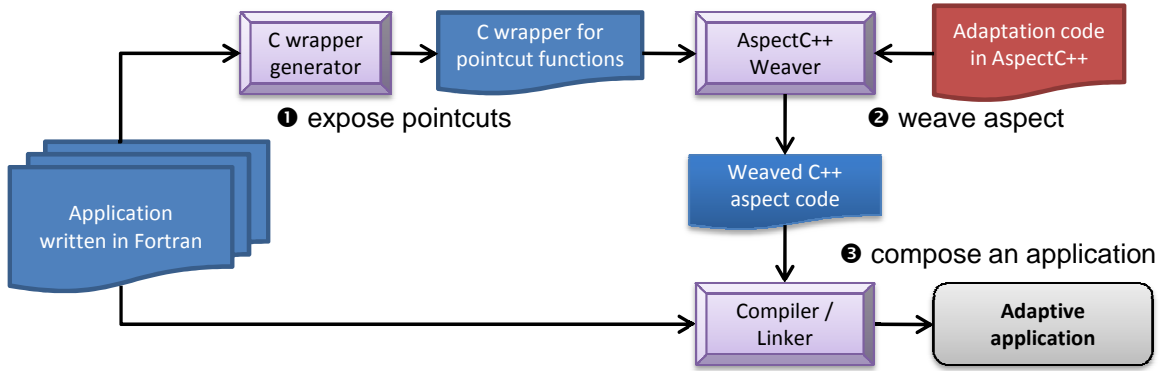 C wrapper
generator
C wrapper for
pointcut functions
AspectC++
Weaver
Adaptation code
in AspectC++
❶ expose pointcuts
❷ weave aspect
Weaved C++
aspect code
Application
written in Fortran
❸ compose an application
Compiler /
Linker
Adaptive
application